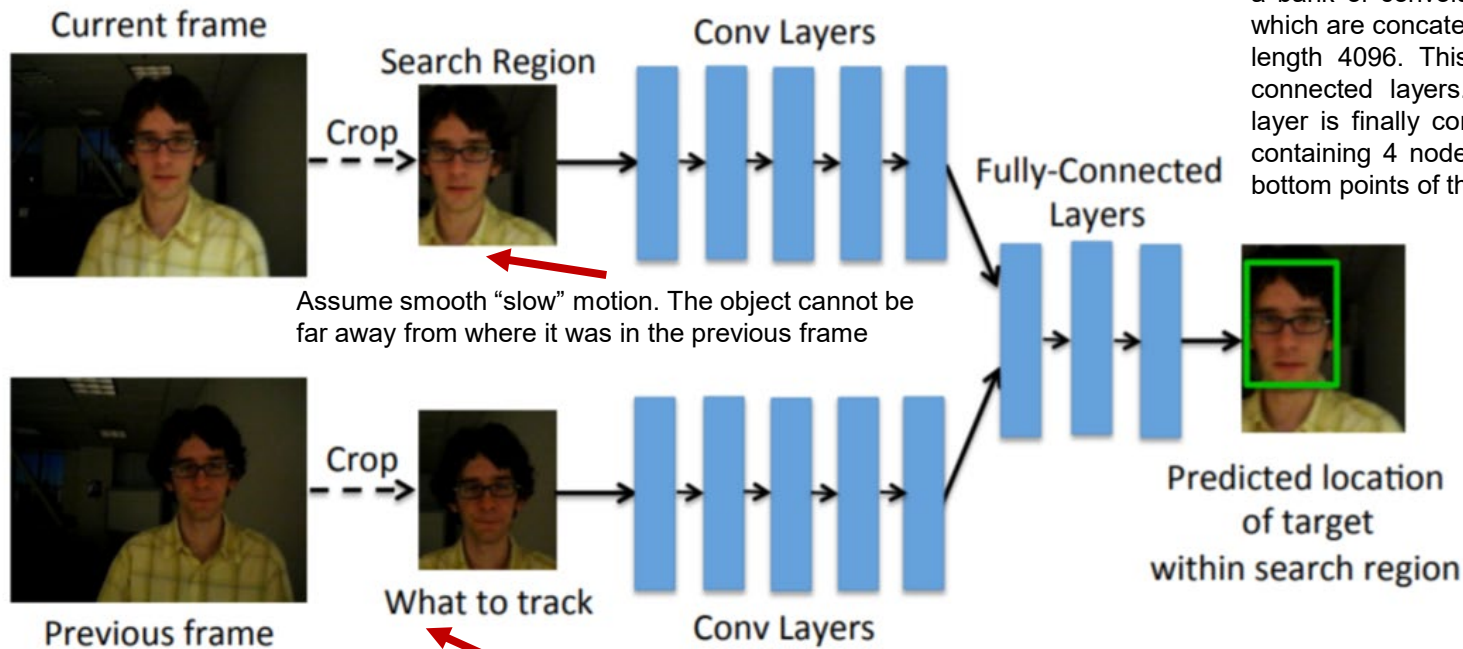 Current frame
Search Region
Crop
Conv Layers
which are concate
length 4096. This
connected layers.
layer is finally con
containing 4 node
bottom points of th
Fully-Connected
Layers
Assume smooth “slow” motion. The object cannot be
far away from where it was in the previous frame
Crop
What to track
Previous frame
Conv Layers
Predicted location
of target
within search region